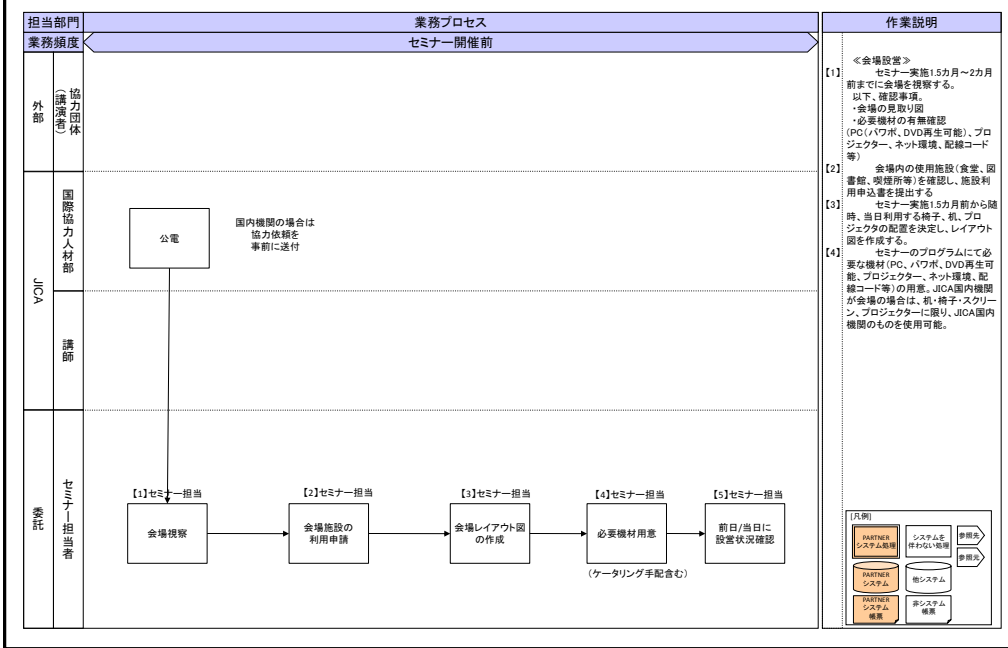 担当部門
業務プロセス
作業説明
業務頻度
セミナー開催前
外部
協力団体
(講演者)
JICA
国際協力人材部
公電
国内機関の場合は
協力依頼を
事前に送付
講師
委託
セミナー担当者
【1】セミナー担当
会場視察
【2】セミナー担当
会場施設の
利用申請
【3】セミナー担当
会場レイアウト図
の作成
【4】セミナー担当
必要機材用意
(ケータリング手配含む)
【5】セミナー担当
前日/当日に
設営状況確認
≪会場設営≫
【1】 セミナー実施1.5カ月～2カ月
前までに会場を視察する。
以下、確認事項。
・会場の見取り図
・必要機材の有無確認
(PC(パワポ、DVD再生可能)、プロ
ジェクター、ネット環境、配線コード
等)
【2】 会場内の使用施設(食堂、図
書館、喫煙所等)を確認し、施設利
用申込書を提出する
【3】 セミナー実施1.5カ月前から随
時、当日利用する椅子、机、プロ
ジェクタの配置を決定し、レイアウト
図を作成する。
【4】 セミナーのプログラムにて必
要な機材(PC、パワポ、DVD再生可
能、プロジェクター、ネット環境、配
線コード等)の用意。JICA国内機関
が会場の場合は、机・椅子・スクリー
ン、プロジェクターに限り、JICA国内
機関のものを使用可能。
[凡例]
PARTNER
システム処理
システムを
伴わない処理
参照先
参照元
PARTNER
システム
他システム
PARTNER
システム
帳票
非システム
帳票